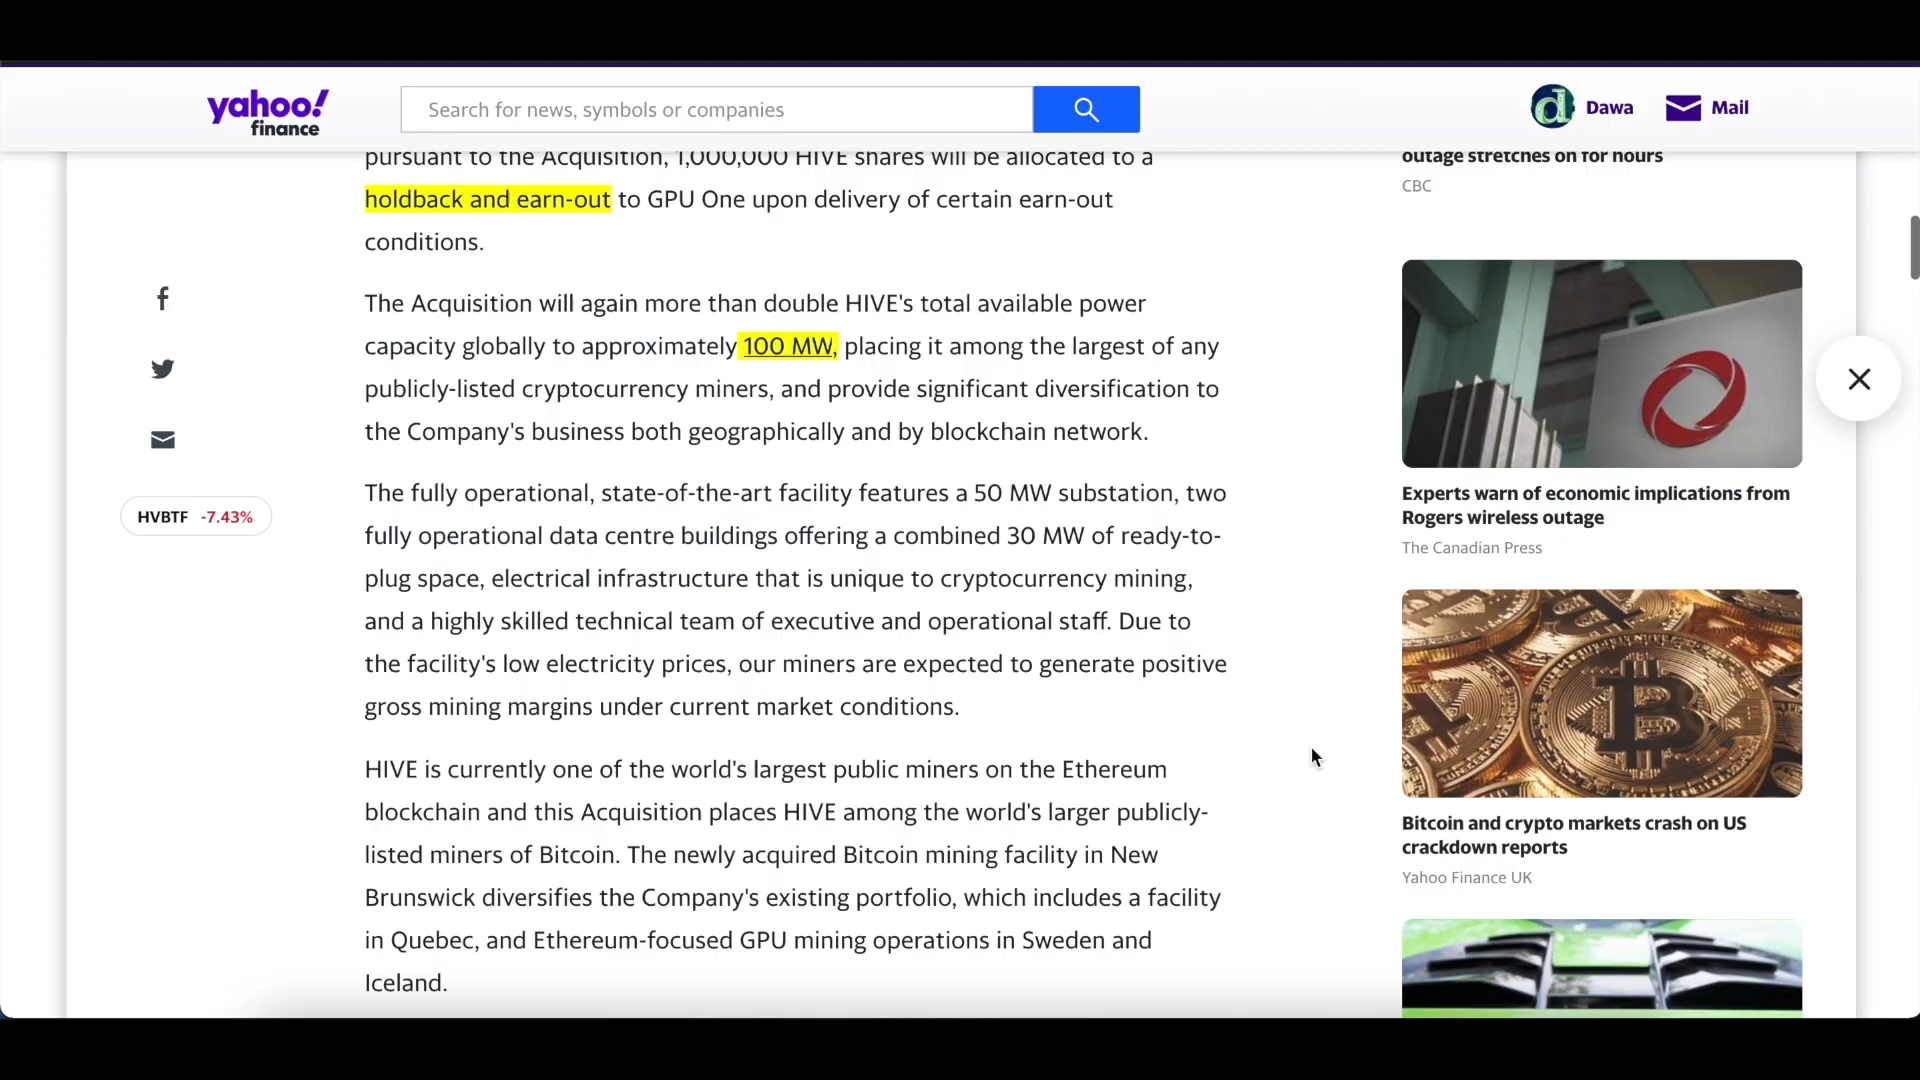 yahoo!
finance
Search for news, symbols or companies
Dawa
Mail
pursuant to the Acquisition, 1,000,000 HIVE shares will be allocated to a
holdback and earn-out to GPU One upon delivery of certain earn-out
conditions.
The Acquisition will again more than double HIVE's total available power
capacity globally to approximately 100 MW, placing it among the largest of any
publicly-listed cryptocurrency miners, and provide significant diversification to
the Company's business both geographically and by blockchain network.
HVBTF -7.43%
The fully operational, state-of-the-art facility features a 50 MW substation, two
fully operational data centre buildings offering a combined 30 MW of ready-to-
plug space, electrical infrastructure that is unique to cryptocurrency mining,
and a highly skilled technical team of executive and operational staff. Due to
the facility's low electricity prices, our miners are expected to generate positive
gross mining margins under current market conditions.
HIVE is currently one of the world's largest public miners on the Ethereum
blockchain and this Acquisition places HIVE among the world's larger publicly-
listed miners of Bitcoin. The newly acquired Bitcoin mining facility in New
Brunswick diversifies the Company's existing portfolio, which includes a facility
in Quebec, and Ethereum-focused GPU mining operations in Sweden and
Iceland.
outage stretches on for hours
CBC
Experts warn of economic implications from
Rogers wireless outage
The Canadian Press
Bitcoin and crypto markets crash on US
crackdown reports
Yahoo Finance UK